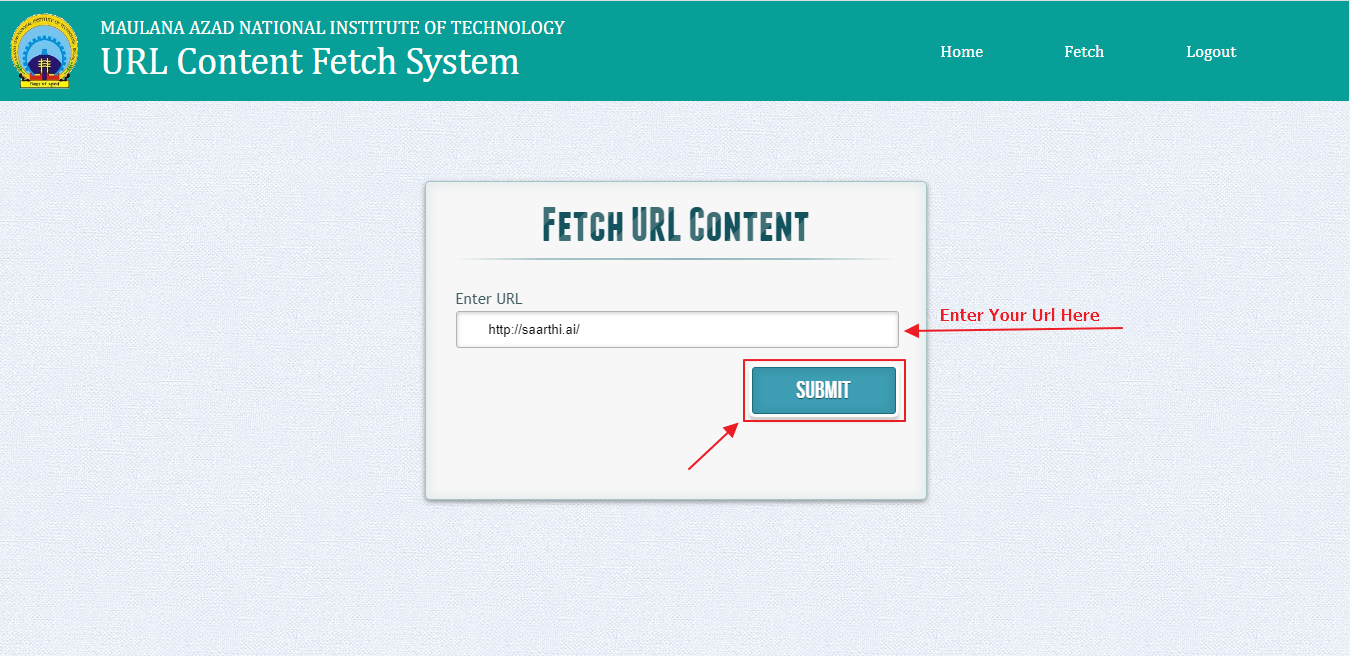 MAULANA AZAD NATIONAL INSTITUTE OF TECHNOLOGY
URL Content Fetch System
Home
Fetch
Logout
FETCH URL CONTENT
Enter URL
http://saarthi.ai/
Enter Your Url Here
SUBMIT